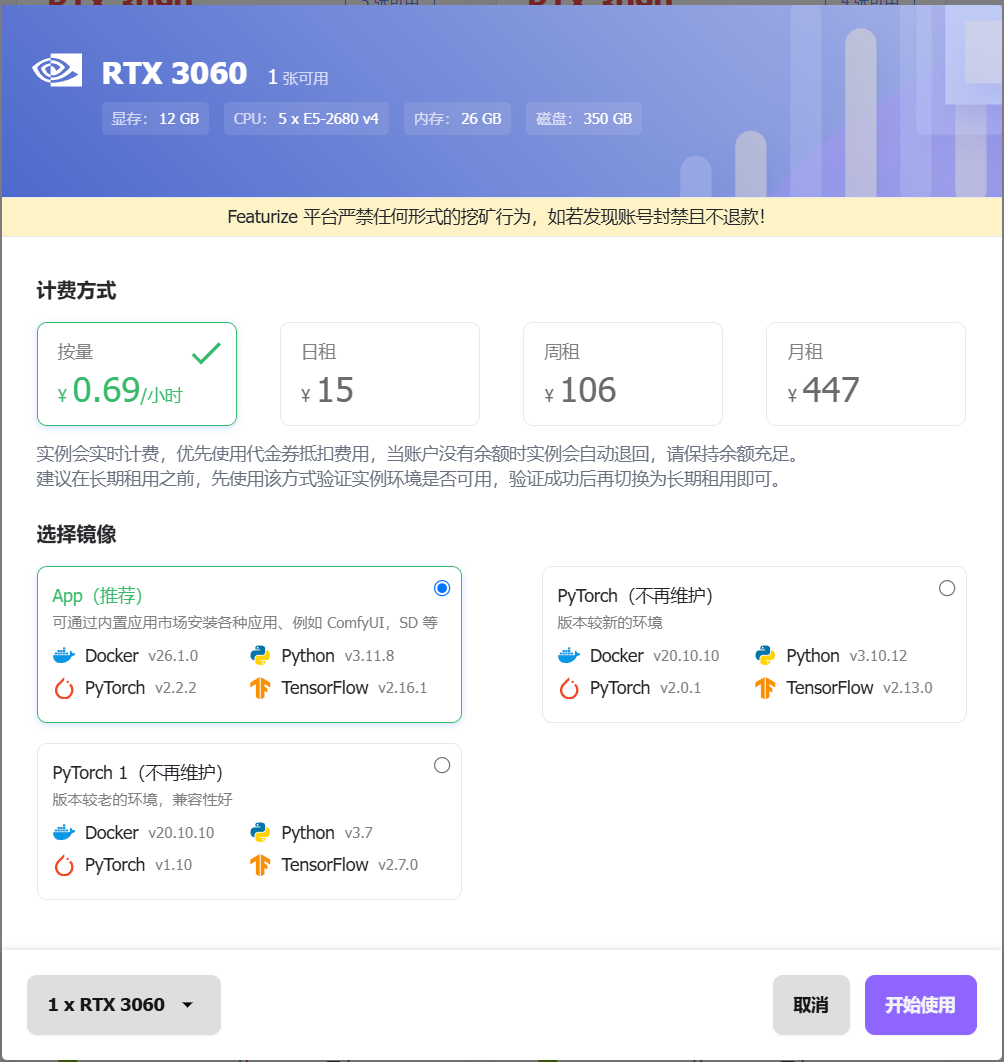 RTX 3060 1 张可用
显存： 12 GB CPU： 5 x E5-2680 v4 内存： 26 GB 磁盘： 350 GB
Featurize 平台严禁任何形式的挖矿行为，如若发现账号封禁且不退款！
计费方式
按量 日租 周租 月租
¥ 0.69/小时 ¥ 15 ¥ 106 ¥ 447
实例会实时计费，优先使用代金券抵扣费用，当账户没有余额时实例会自动退回，请保持余额充足。
建议在长期租用之前，先使用该方式验证实例环境是否可用，验证成功后再切换为长期租用即可。
选择镜像
App（推荐）
可通过内置应用市场安装各种应用、例如 ComfyUI，SD 等
Docker v26.1.0 Python v3.11.8
PyTorch v2.2.2 TensorFlow v2.16.1
PyTorch（不再维护）
版本较新的环境
Docker v20.10.10 Python v3.10.12
PyTorch v2.0.1 TensorFlow v2.13.0
PyTorch 1（不再维护）
版本较老的环境，兼容性好
Docker v20.10.10 Python v3.7
PyTorch v1.10 TensorFlow v2.7.0
1 x RTX 3060 取消 开始使用